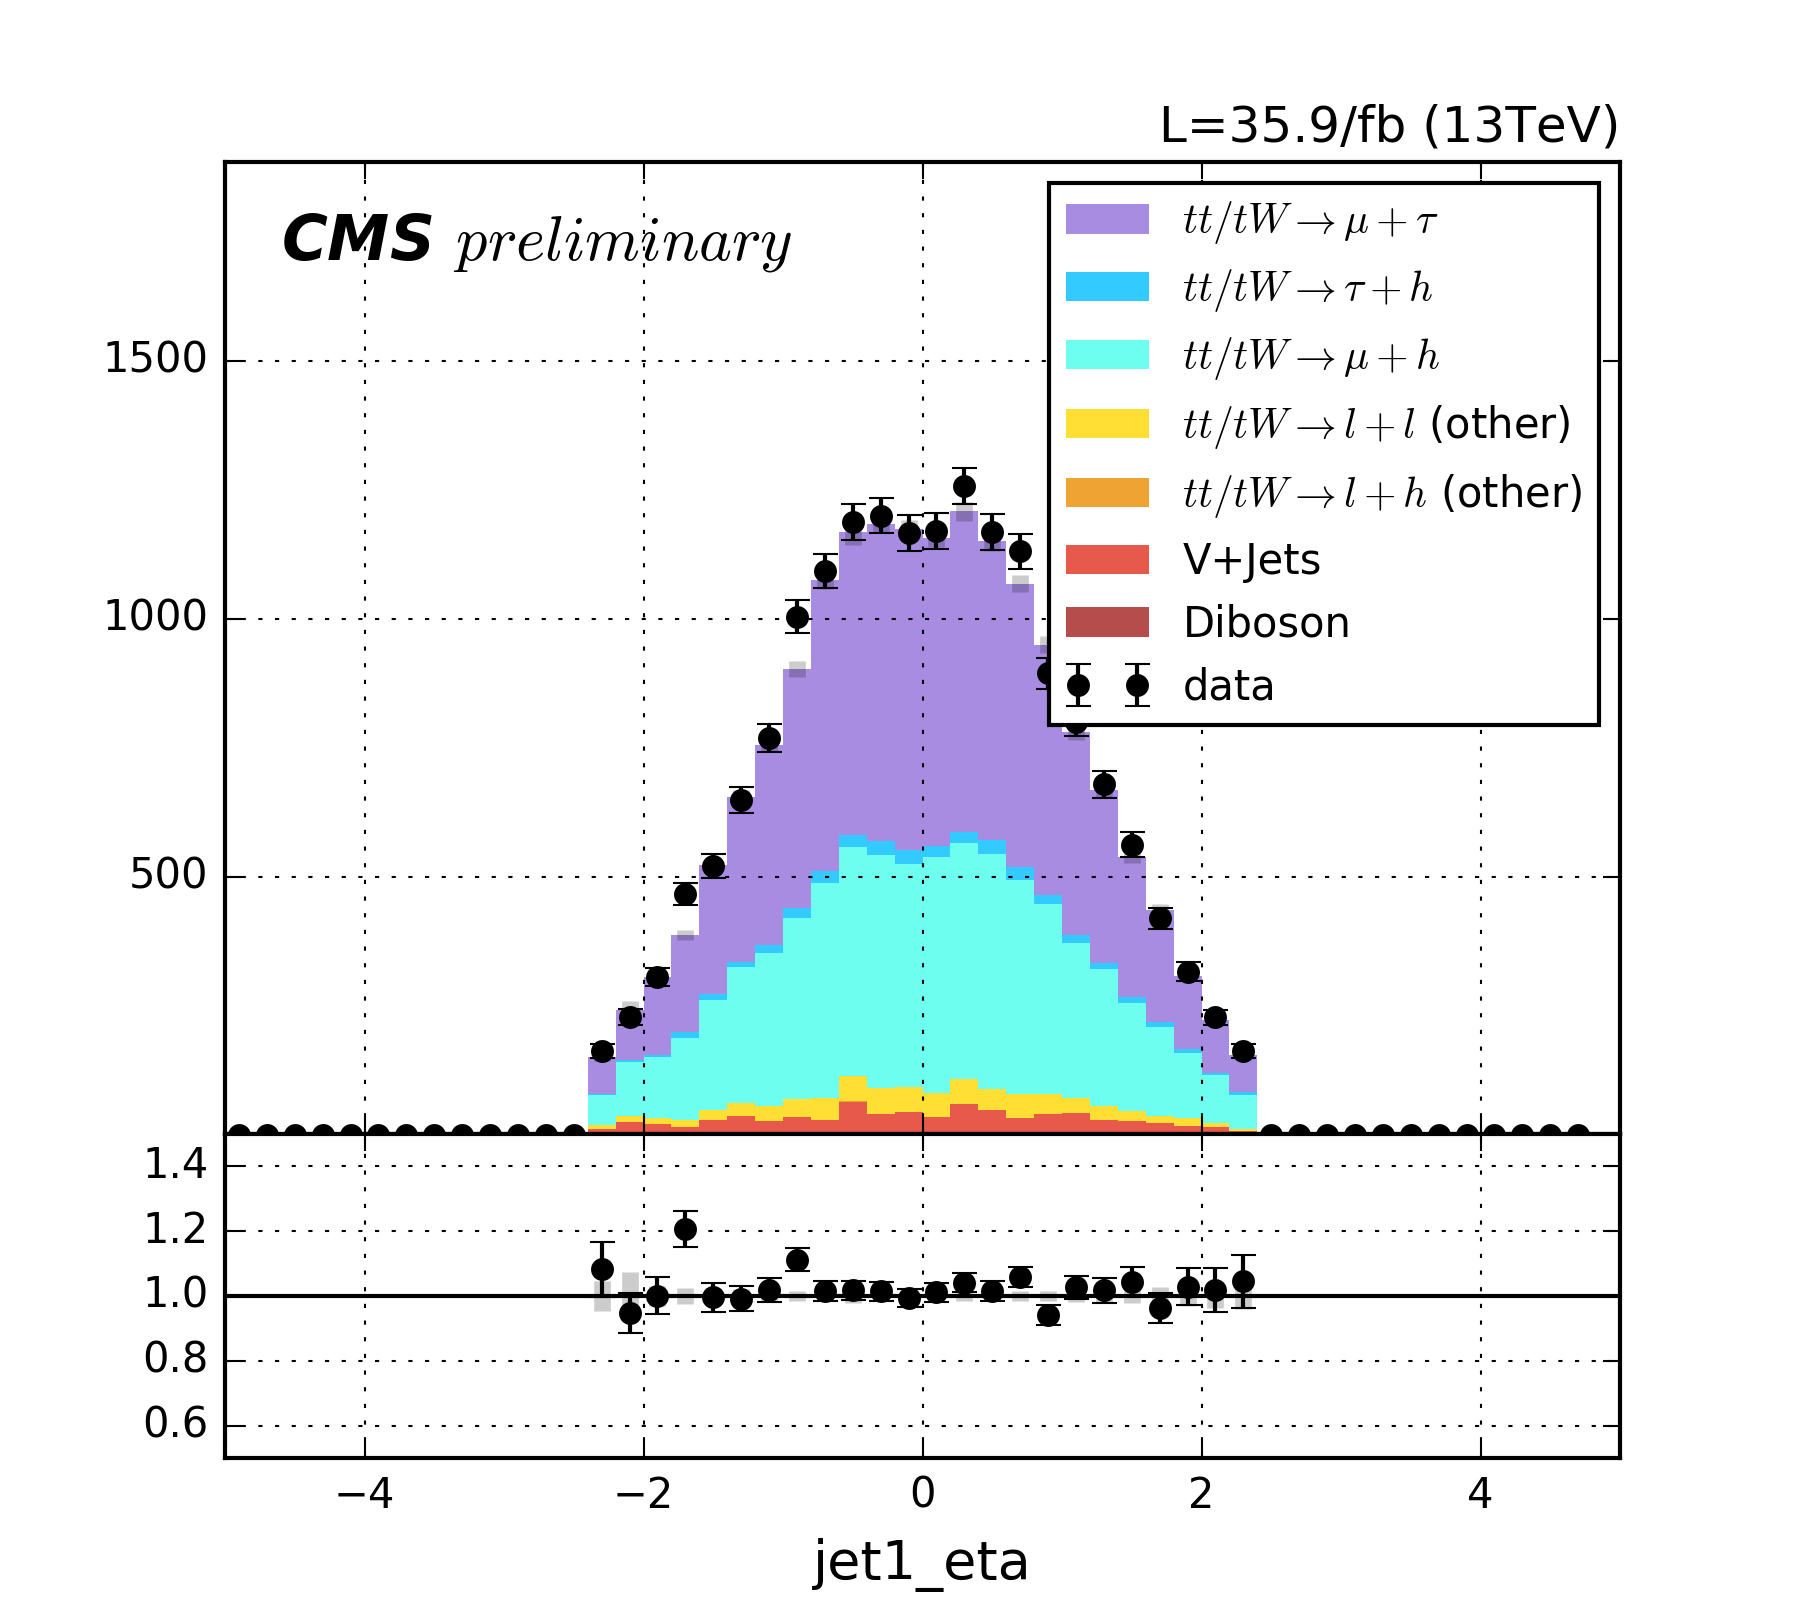 L=35.9/fb (13TeV)
CMS preliminary
tt/tW→μ+τ
tt/tW→τ+h
tt/tW→μ+h
tt/tW→l+l (other)
tt/tW→l+h (other)
V+Jets
Diboson
data
1500
1000
500
1.4
1.2
1.0
0.8
0.6
−4 −2 0 2 4
jet1_eta